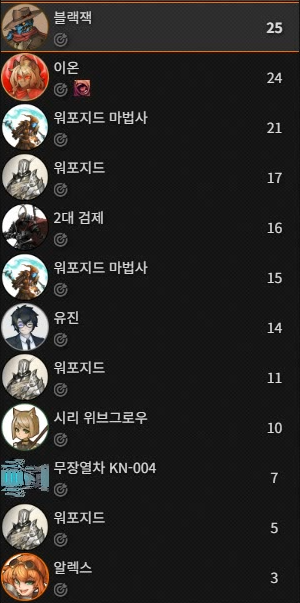 블랙잭
25
이온
24
워포지드 마법사
21
워포지드
17
2대 검제
16
워포지드 마법사
15
유진
14
워포지드
11
시리 위브그로우
10
무장열차 KN-004
7
워포지드
5
알렉스
3